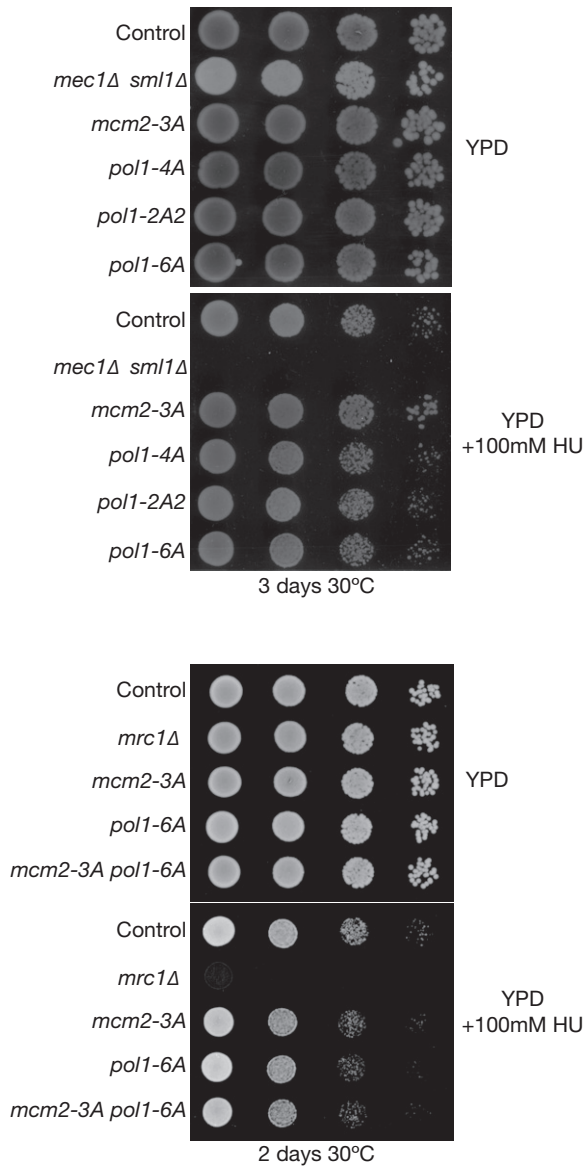 Control
mec1Δ sml1Δ
mcm2-3A
pol1-4A
pol1-2A2
pol1-6A
YPD
Control
mec1Δ sml1Δ
mcm2-3A
pol1-4A
pol1-2A2
pol1-6A
YPD
+100mM HU
3 days 30ºC
Control
mrc1Δ
mcm2-3A
pol1-6A
mcm2-3A pol1-6A
YPD
Control
mrc1Δ
mcm2-3A
pol1-6A
mcm2-3A pol1-6A
YPD
+100mM HU
2 days 30ºC